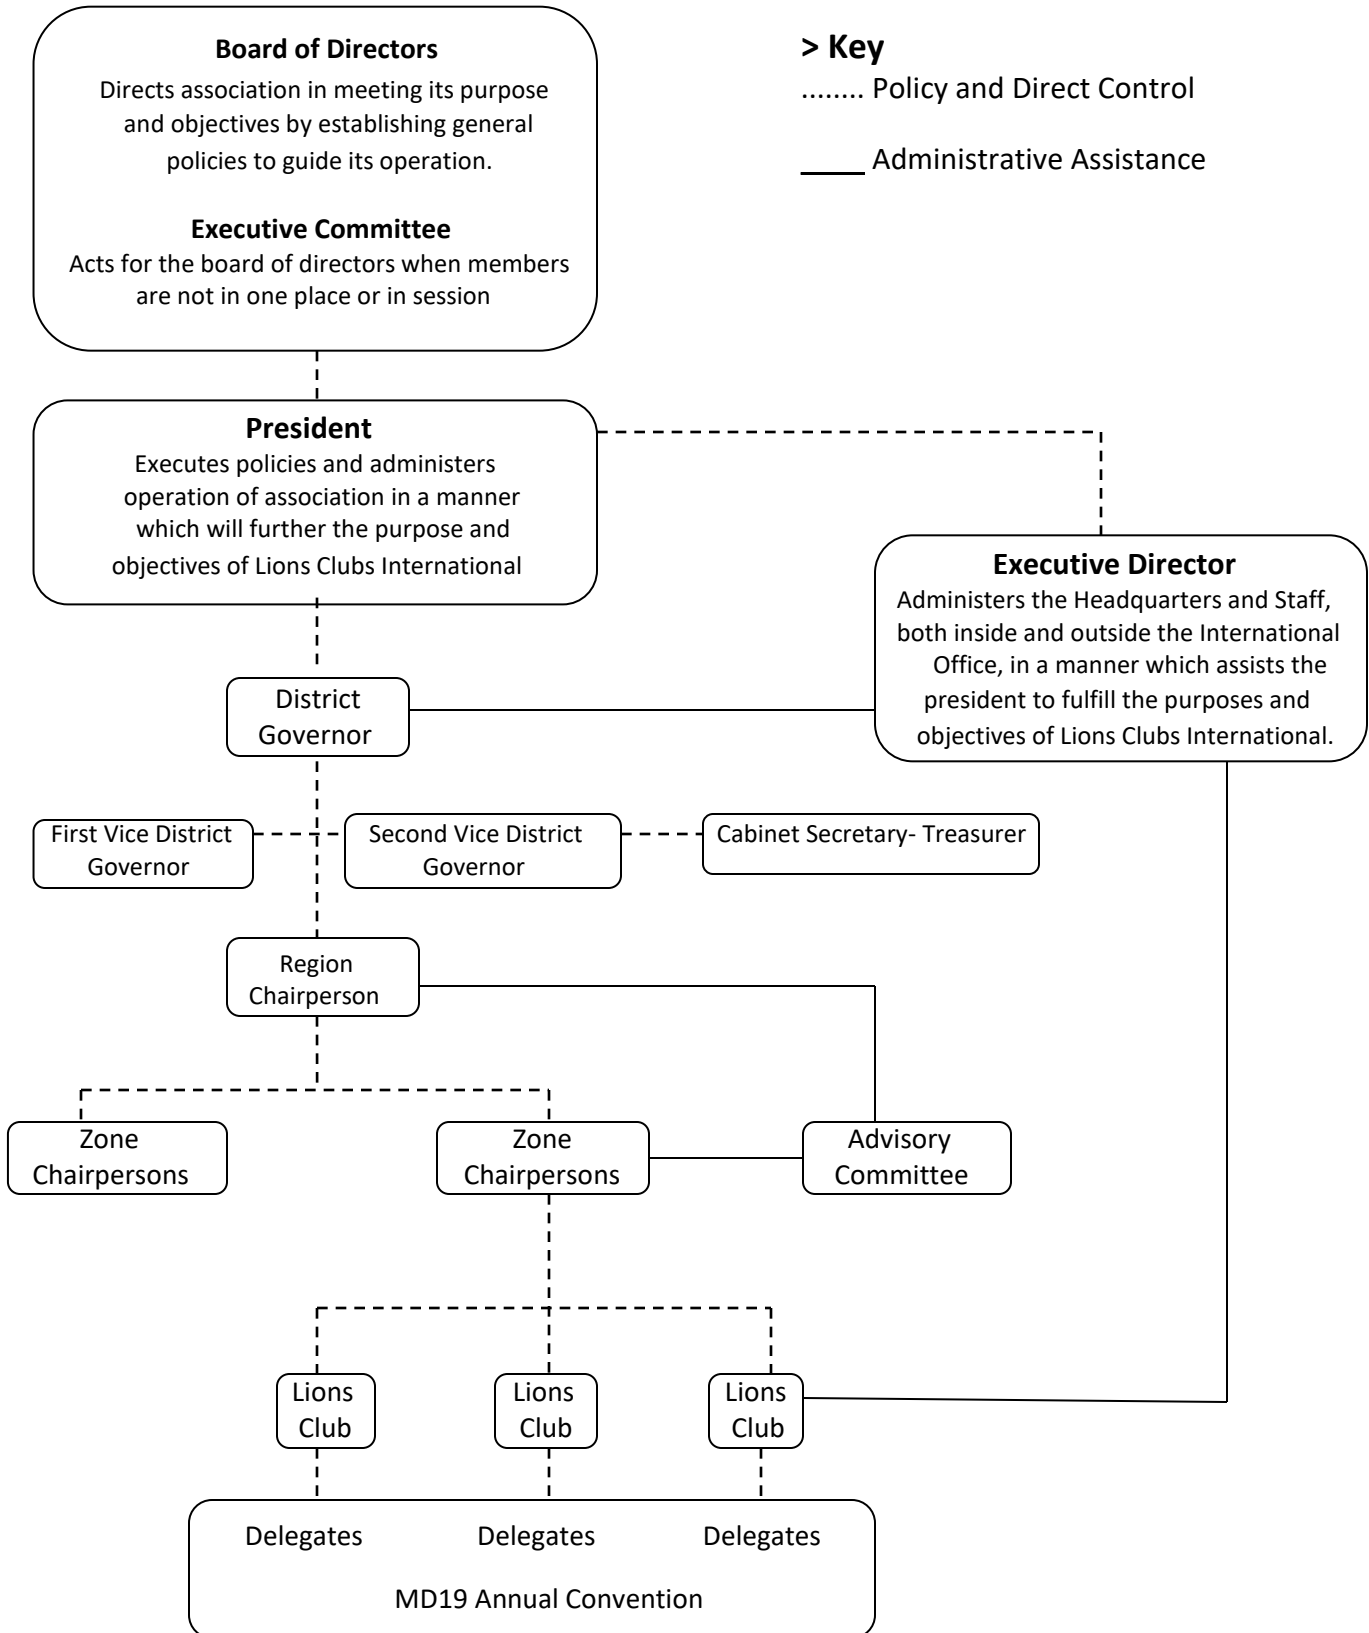 Board of Directors
Directs association in meeting its purpose
and objectives by establishing general
policies to guide its operation.
Executive Committee
Acts for the board of directors when members
are not in one place or in session
> Key
........ Policy and Direct Control
____ Administrative Assistance
President
Executes policies and administers
operation of association in a manner
which will further the purpose and
objectives of Lions Clubs International
Executive Director
Administers the Headquarters and Staff,
both inside and outside the International
Office, in a manner which assists the
president to fulfill the purposes and
objectives of Lions Clubs International.
District
Governor
First Vice District
Governor
Second Vice District
Governor
Cabinet Secretary- Treasurer
Region
Chairperson
Zone
Chairpersons
Zone
Chairpersons
Advisory
Committee
Lions
Club
Lions
Club
Lions
Club
Delegates
Delegates
Delegates
MD19 Annual Convention